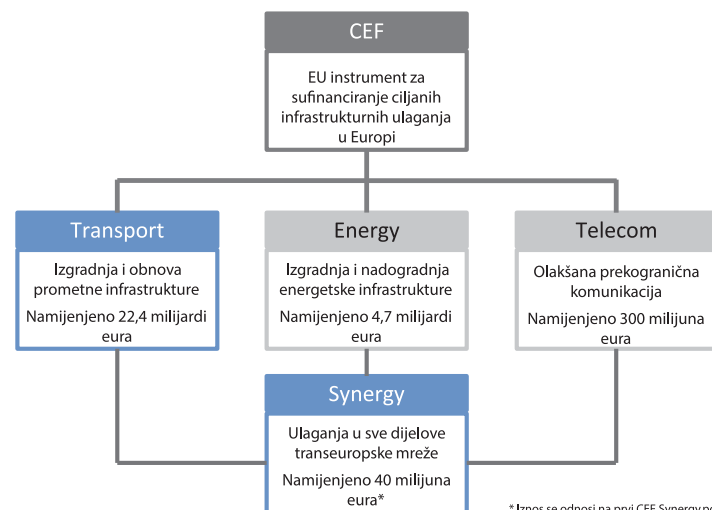 CEF
EU instrument za
sufinanciranje ciljanih
infrastrukturnih ulaganja
u Europi
Transport
Izgradnja i obnova
prometne infrastrukture
Namijenjeno 22,4 milijardi
eura
Energy
Izgradnja i nadogradnja
energetske infrastrukture
Namijenjeno 4,7 milijardi
eura
Telecom
Olakšana prekogranična
komunikacija
Namijenjeno 300 milijuna
eura
Synergy
Ulaganja u sve dijelove
transeuropske mreže
Namijenjeno 40 milijuna
eura*
* Iznos se odnosi na prvi CEF Synergy